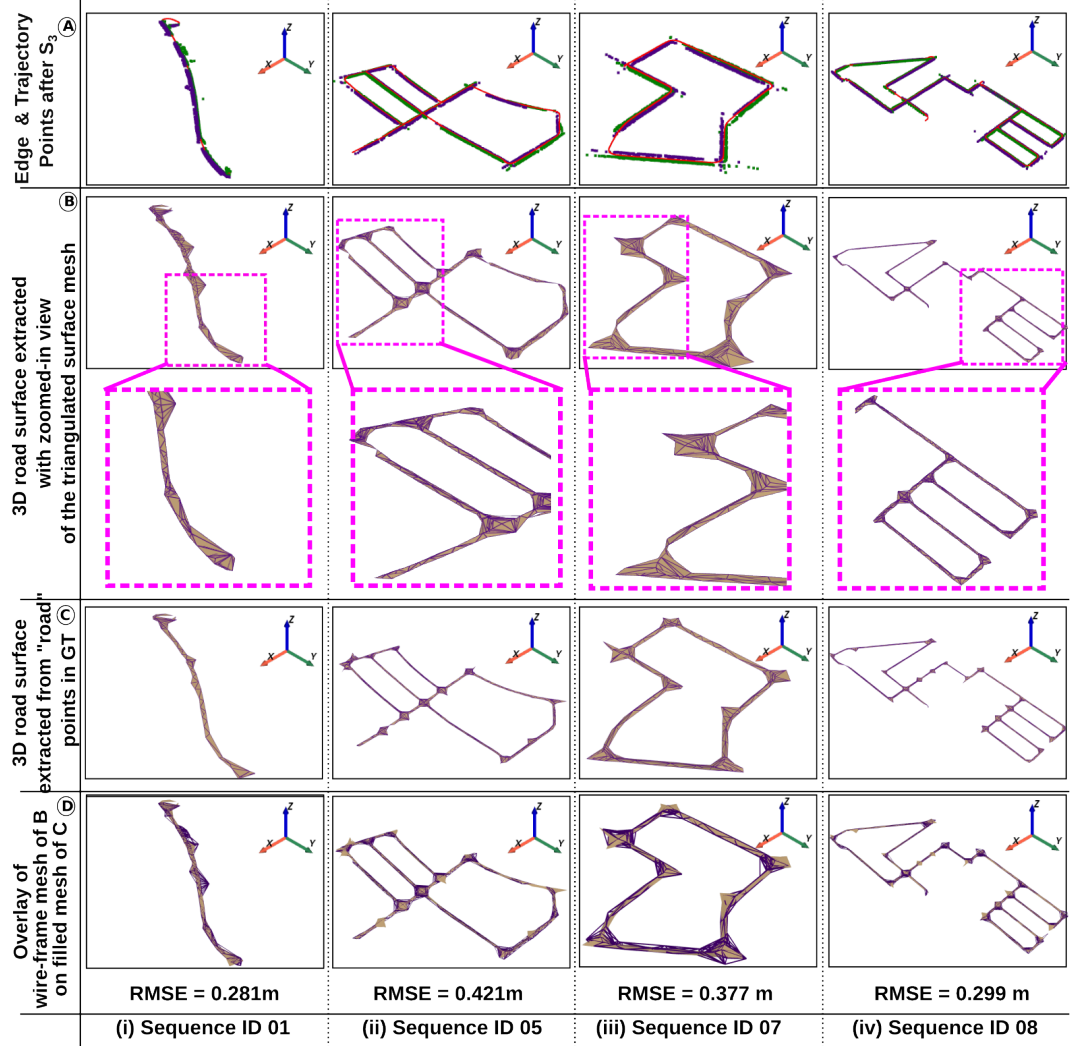 Edge & Trajectory
Points after S3
A
Z
X
Y
Z
X
Y
Z
X
Y
Z
X
Y
3D road surface extracted
with zoomed-in view
of the triangulated surface mesh
B
Z
X
Y
Z
X
Y
Z
X
Y
Z
X
Y
3D road surface
extracted from "road"
points in GT
C
Z
X
Y
Z
X
Y
Z
X
Y
Z
X
Y
Overlay of
wire-frame mesh of B
on filled mesh of C
D
Z
X
Y
Z
X
Y
Z
X
Y
Z
X
Y
RMSE = 0.281m
RMSE = 0.421m
RMSE = 0.377 m
RMSE = 0.299 m
(i) Sequence ID 01
(ii) Sequence ID 05
(iii) Sequence ID 07
(iv) Sequence ID 08